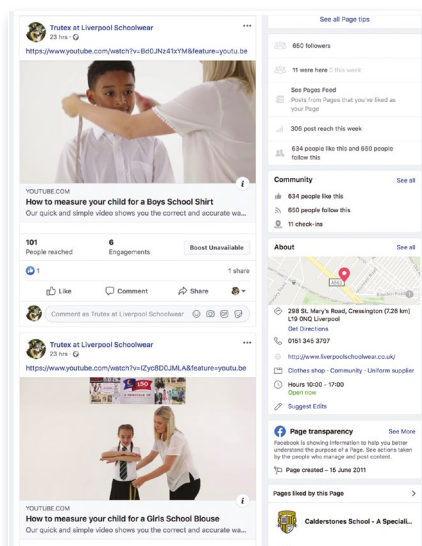 Trutex at Liverpool Schoolwear
23 hrs ·
https://www.youtube.com/watch?v=Bd0JNz41xYM&feature=youtu.be
YOUTUBE.COM
How to measure your child for a Boys School Shirt
Our quick and simple video shows you the correct and accurate wa...
101
People reached
6
Engagements
Boost Unavailable
1
1 share
Like
Comment
Share
Comment as Trutex at Liverpool Schoolwear
Trutex at Liverpool Schoolwear
23 hrs ·
https://www.youtube.com/watch?v=IZyc8D0JMLA&feature=youtu.be
150
YOUTUBE.COM
How to measure your child for a Girls School Blouse
Our quick and simple video shows you the correct and accurate wa...
See all Page tips
650 followers
11 were here 0 this week
See Pages Feed
Posts from Pages that you've liked as
your Page
306 post reach this week
634 people like this and 650 people
follow this
Community
See all
634 people like this
650 people follow this
11 check-ins
About
See all
298 St. Mary's Road, Cressington (7.26 km)
L19 0NQ Liverpool
Get Directions
0151 345 3797
http://www.liverpoolschoolwear.co.uk/
Clothes shop · Community · Uniform supplier
Hours 10:00 - 17:00
Open now
Suggest Edits
Page transparency
See More
Facebook is showing information to help you better
understand the purpose of a Page. See actions taken
by the people who manage and post content.
Page created – 15 June 2011
Pages liked by this Page
Calderstones School - A Speciali...